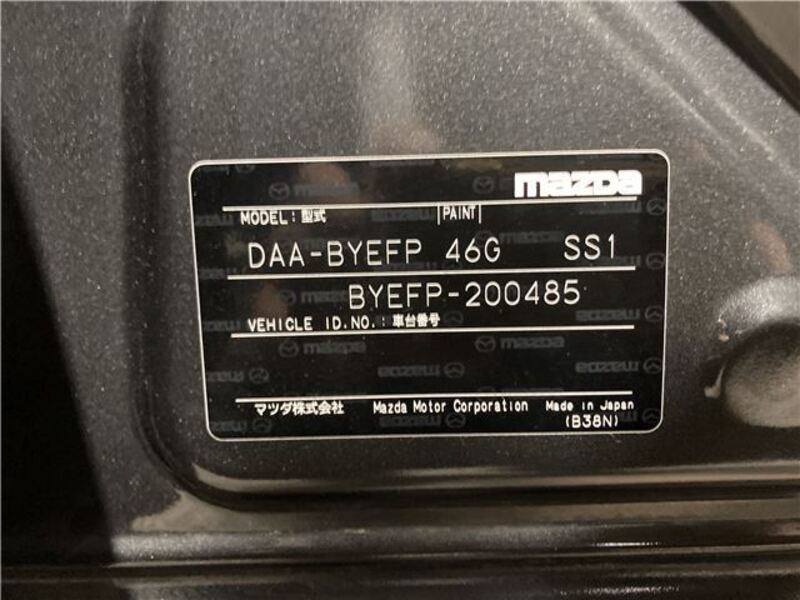 mazda
MODEL:型式 PAINT
DAA-BYEFP 46G SS1
BYEFP-200485
VEHICLE ID.NO.:車台番号
マツダ株式会社 Mazda Motor Corporation Made in Japan
(B38N)